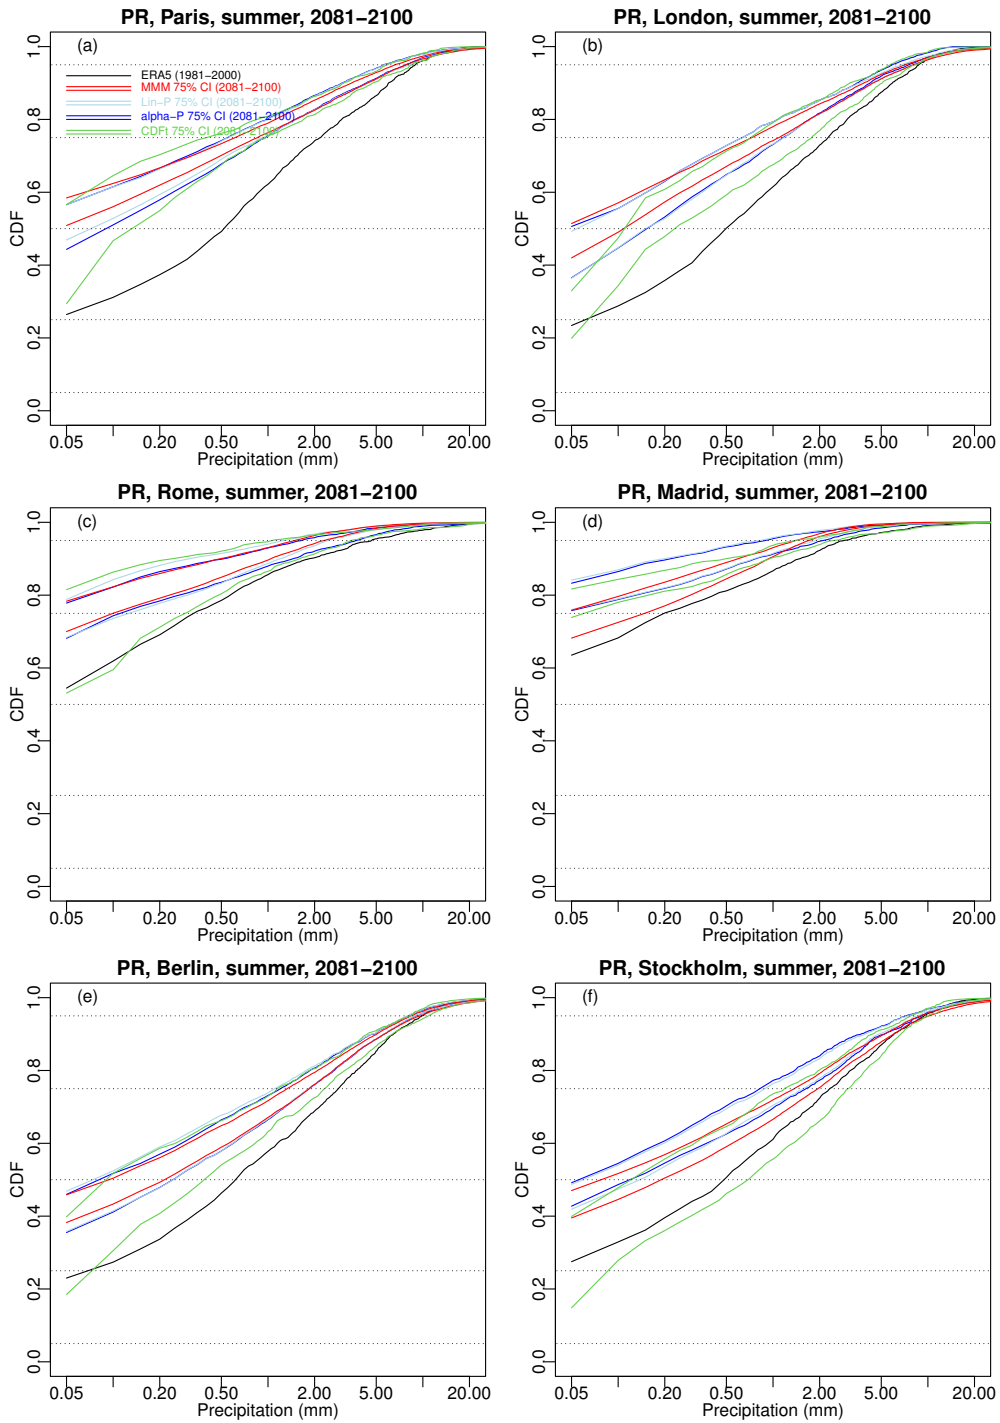 PR, Paris, summer, 2081−2100
(a)
ERA5 (1981−2000)
MMM 75% CI (2081−2100)
Lin−P 75% CI (2081−2100)
alpha−P 75% CI (2081−2100)
CDFt 75% CI (2081−2100)
CDF
0.0 0.2 0.4 0.6 0.8 1.0
0.05 0.20 0.50 2.00 5.00 20.00
Precipitation (mm)
PR, London, summer, 2081−2100
(b)
CDF
0.0 0.2 0.4 0.6 0.8 1.0
0.05 0.20 0.50 2.00 5.00 20.00
Precipitation (mm)
PR, Rome, summer, 2081−2100
(c)
CDF
0.0 0.2 0.4 0.6 0.8 1.0
0.05 0.20 0.50 2.00 5.00 20.00
Precipitation (mm)
PR, Madrid, summer, 2081−2100
(d)
CDF
0.0 0.2 0.4 0.6 0.8 1.0
0.05 0.20 0.50 2.00 5.00 20.00
Precipitation (mm)
PR, Berlin, summer, 2081−2100
(e)
CDF
0.0 0.2 0.4 0.6 0.8 1.0
0.05 0.20 0.50 2.00 5.00 20.00
Precipitation (mm)
PR, Stockholm, summer, 2081−2100
(f)
CDF
0.0 0.2 0.4 0.6 0.8 1.0
0.05 0.20 0.50 2.00 5.00 20.00
Precipitation (mm)